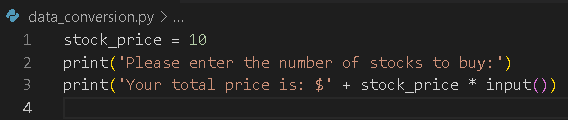 data_conversion.py > ...
1 stock_price = 10
2 print('Please enter the number of stocks to buy:')
3 print('Your total price is: $' + stock_price * input())
4